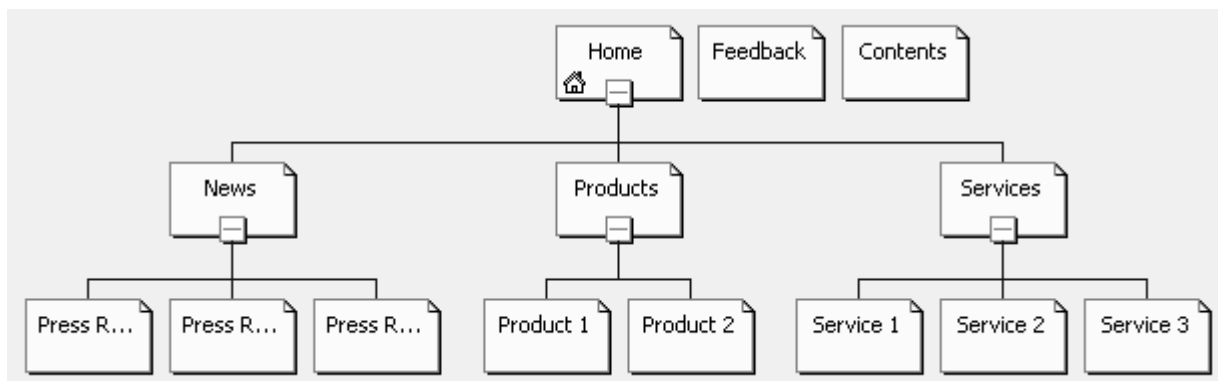 Home
Feedback
Contents
News
Products
Services
Press R...
Press R...
Press R...
Product 1
Product 2
Service 1
Service 2
Service 3